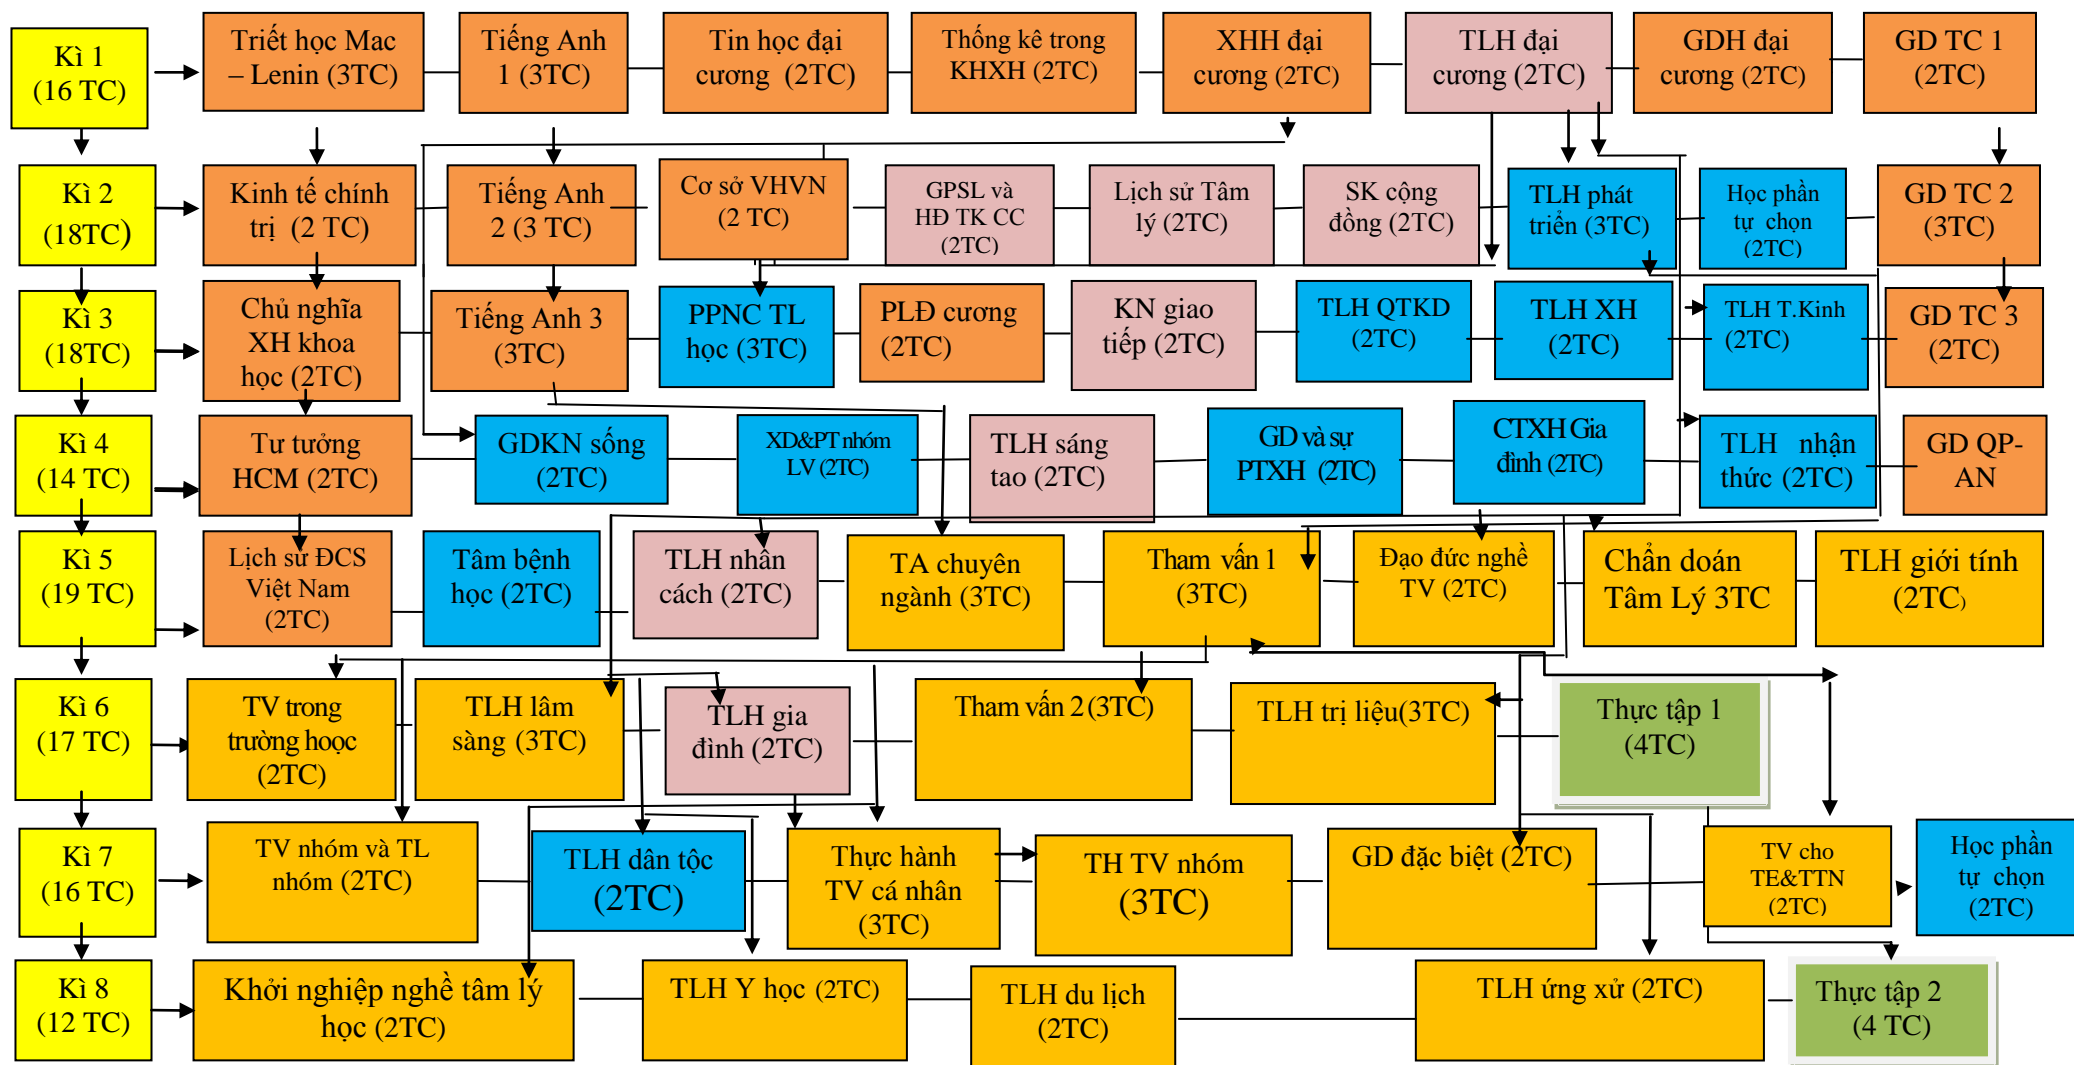 Kì 1
(16 TC)
Triết học Mac
– Lenin (3TC)
Tiếng Anh
1 (3TC)
Tin học đại
cương (2TC)
Thống kê trong
KHXH (2TC)
XHH đại
cương (2TC)
TLH đại
cương (2TC)
GDH đại
cương (2TC)
GD TC 1
(2TC)
Kì 2
(18TC)
Kinh tế chính
trị (2 TC)
Tiếng Anh
2 (3 TC)
Cơ sở VHVN
(2 TC)
GPSL và
HĐ TK CC
(2TC)
Lịch sử Tâm
lý (2TC)
SK cộng
đồng (2TC)
TLH phát
triển (3TC)
Học phần
tự chọn
(2TC)
GD TC 2
(3TC)
Kì 3
(18TC)
Chủ nghĩa
XH khoa
học (2TC)
Tiếng Anh 3
(3TC)
PPNC TL
học (3TC)
PLĐ cương
(2TC)
KN giao
tiếp (2TC)
TLH QTKD
(2TC)
TLH XH
(2TC)
TLH T.Kinh
(2TC)
GD TC 3
(2TC)
Kì 4
(14 TC)
Tư tưởng
HCM (2TC)
GDKN sống
(2TC)
XD&PT nhóm
LV (2TC)
TLH sáng
tao (2TC)
GD và sự
PTXH (2TC)
CTXH Gia
đình (2TC)
TLH nhận
thức (2TC)
GD QP-
AN
Kì 5
(19 TC)
Lịch sử ĐCS
Việt Nam
(2TC)
Tâm bệnh
học (2TC)
TLH nhân
cách (2TC)
TA chuyên
ngành (3TC)
Tham vấn 1
(3TC)
Đạo đức nghề
TV (2TC)
Chẩn doán
Tâm Lý 3TC
TLH giới tính
(2TC)
Kì 6
(17 TC)
TV trong
trường hoọc
(2TC)
TLH lâm
sàng (3TC)
TLH gia
đình (2TC)
Tham vấn 2 (3TC)
TLH trị liệu(3TC)
Thực tập 1
(4TC)
Kì 7
(16 TC)
TV nhóm và TL
nhóm (2TC)
TLH dân tộc
(2TC)
Thực hành
TV cá nhân
(3TC)
TH TV nhóm
(3TC)
GD đặc biệt (2TC)
TV cho
TE&TTN
(2TC)
Học phần
tự chọn
(2TC)
Kì 8
(12 TC)
Khởi nghiệp nghề tâm lý
học (2TC)
TLH Y học (2TC)
TLH du lịch
(2TC)
TLH ứng xử (2TC)
Thực tập 2
(4 TC)